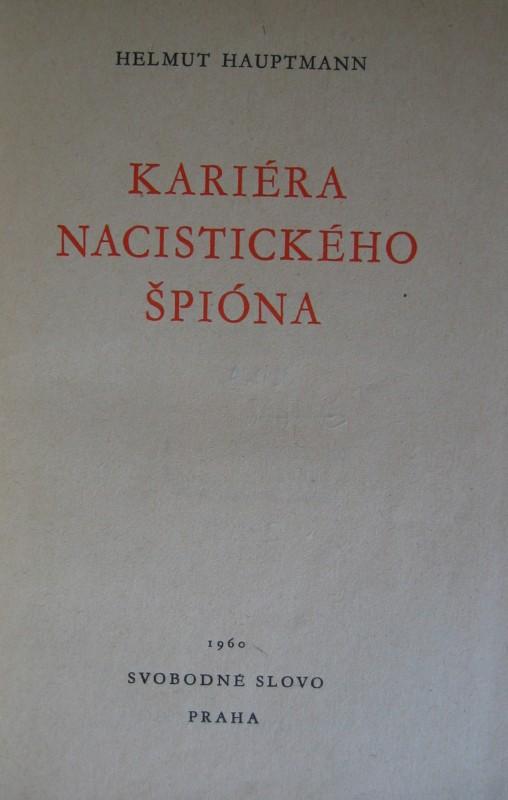 HELMUT HAUPTMANN
KARIÉRA
NACISTICKÉHO
ŠPIÓNA
1960
SVOBODNÉ SLOVO
PRAHA